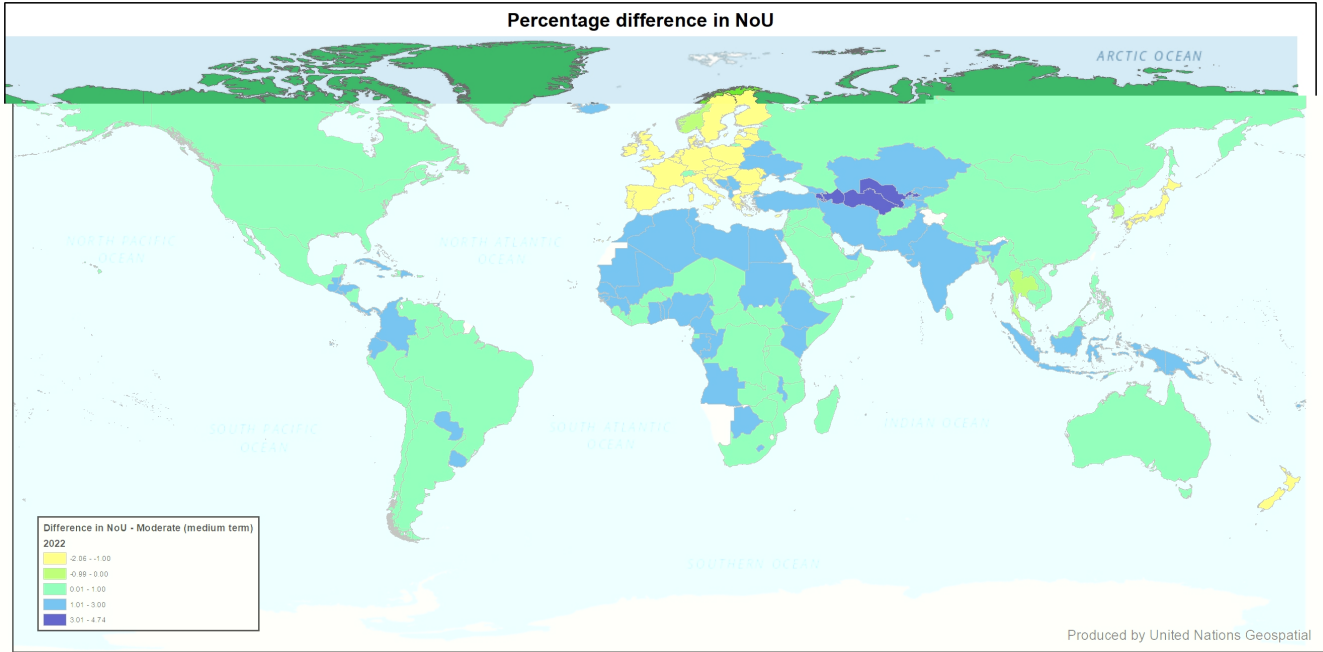 Percentage difference in NoU
ARCTIC OCEAN
NORTH PACIFIC
OCEAN
NORTH ATLANTIC
OCEAN
SOUTH PACIFIC
OCEAN
SOUTH ATLANTIC
OCEAN
INDIAN OCEAN
SOUTHERN OCEAN
Difference in NoU - Moderate (medium term)
2022
-2.06 - -1.00
-0.99 - 0.00
0.01 - 1.00
1.01 - 3.00
3.01 - 4.74
Produced by United Nations Geospatial